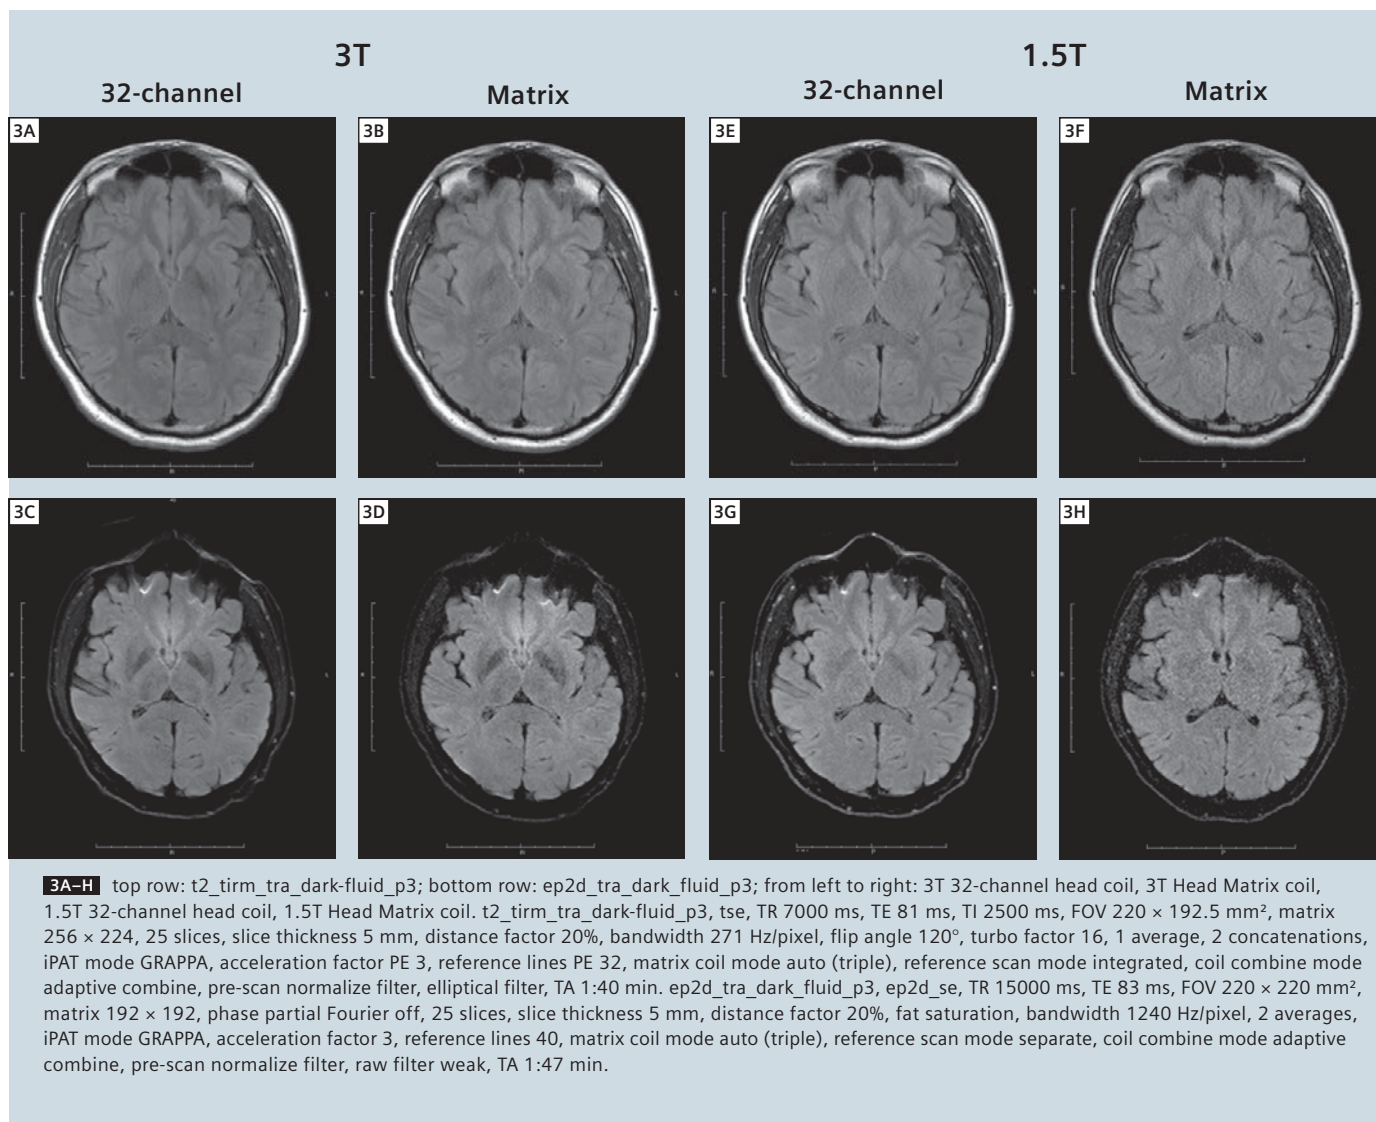 3T
1.5T
32-channel
Matrix
32-channel
Matrix
3A
3B
3E
3F
3C
3D
3G
3H
3A–H top row: t2_tirm_tra_dark-fluid_p3; bottom row: ep2d_tra_dark_fluid_p3; from left to right: 3T 32-channel head coil, 3T Head Matrix coil,
1.5T 32-channel head coil, 1.5T Head Matrix coil. t2_tirm_tra_dark-fluid_p3, tse, TR 7000 ms, TE 81 ms, TI 2500 ms, FOV 220 × 192.5 mm², matrix
256 × 224, 25 slices, slice thickness 5 mm, distance factor 20%, bandwidth 271 Hz/pixel, flip angle 120°, turbo factor 16, 1 average, 2 concatenations,
iPAT mode GRAPPA, acceleration factor PE 3, reference lines PE 32, matrix coil mode auto (triple), reference scan mode integrated, coil combine mode
adaptive combine, pre-scan normalize filter, elliptical filter, TA 1:40 min. ep2d_tra_dark_fluid_p3, ep2d_se, TR 15000 ms, TE 83 ms, FOV 220 × 220 mm²,
matrix 192 × 192, phase partial Fourier off, 25 slices, slice thickness 5 mm, distance factor 20%, fat saturation, bandwidth 1240 Hz/pixel, 2 averages,
iPAT mode GRAPPA, acceleration factor 3, reference lines 40, matrix coil mode auto (triple), reference scan mode separate, coil combine mode adaptive
combine, pre-scan normalize filter, raw filter weak, TA 1:47 min.